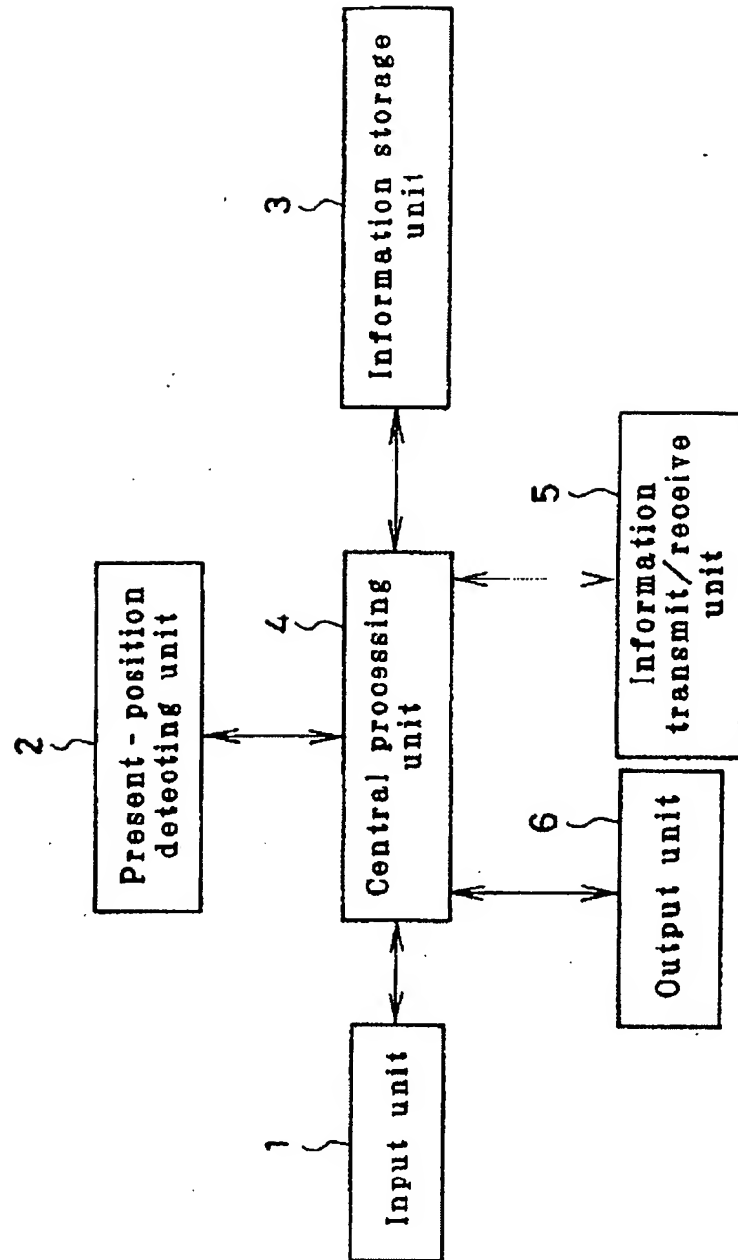 2
Present-position
detecting unit
1
Input unit
4
Central processing
unit
3
Information storage
unit
6
Output unit
5
Information
transmit/receive
unit